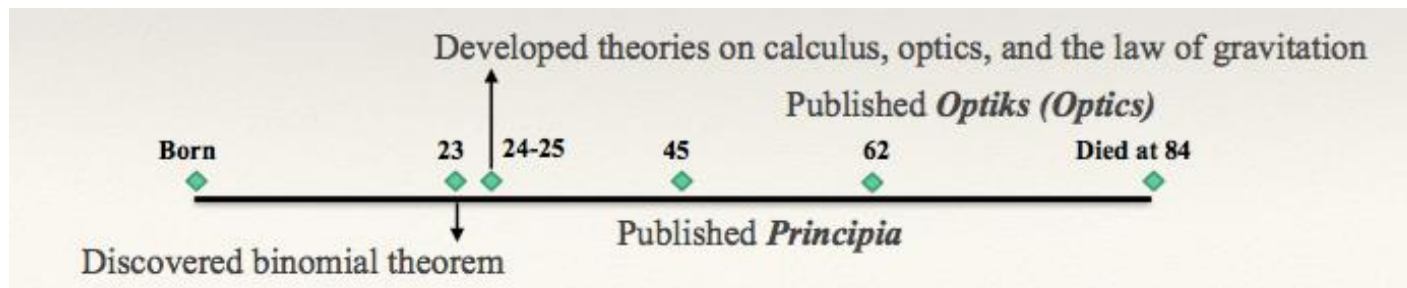 Developed theories on calculus, optics, and the law of gravitation
Published Optiks (Optics)
Born 23 24-25 45 62 Died at 84
Published Principia
Discovered binomial theorem